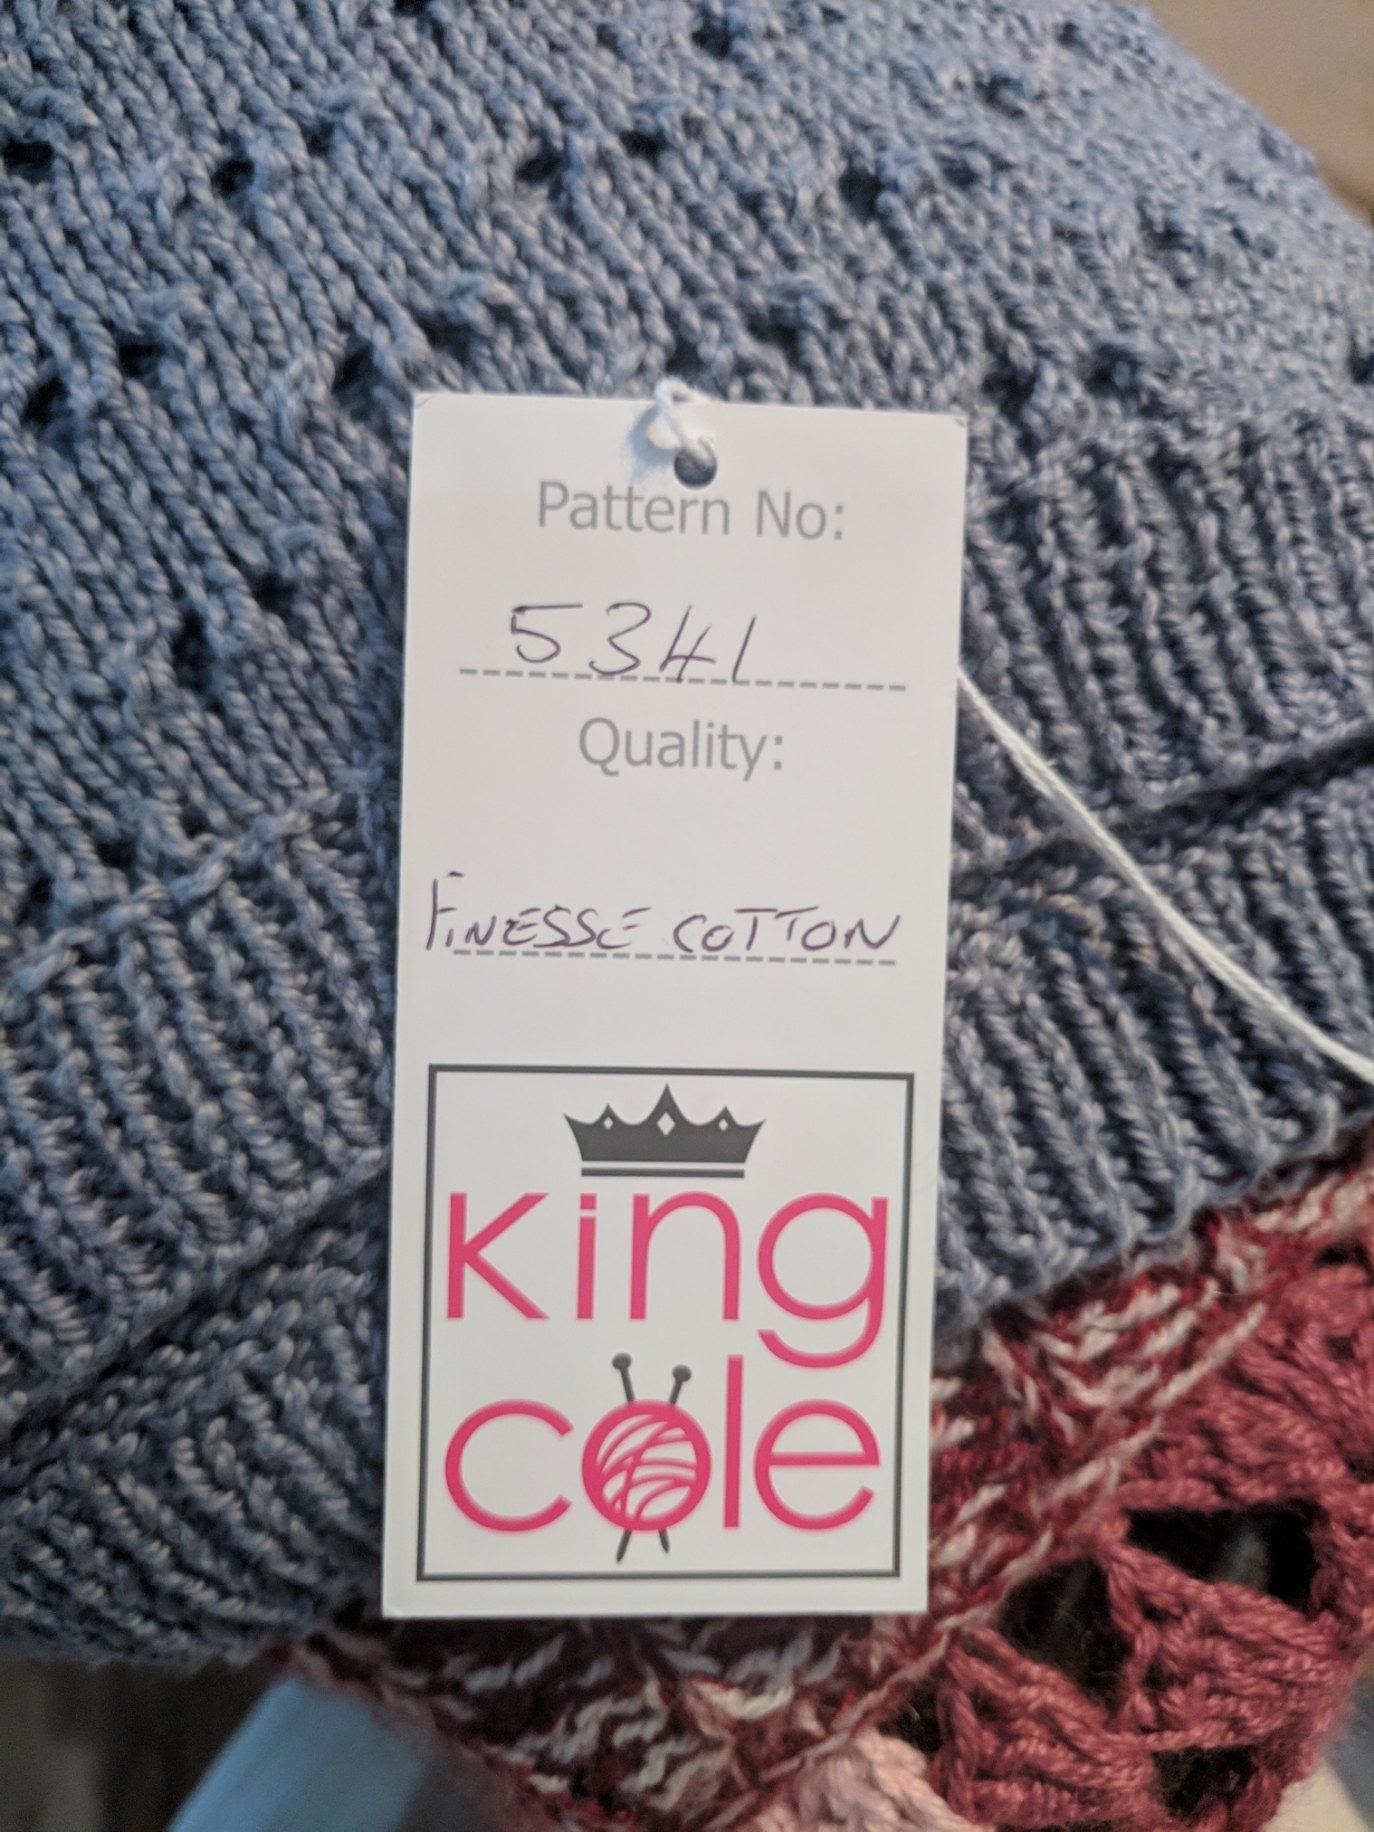 Pattern No:
5341
Quality:
FINESSE COTTON
king
cole